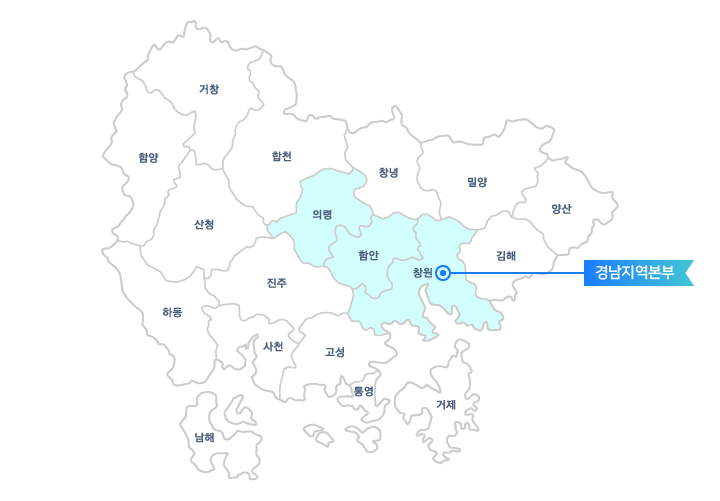 거창
함양
합천
창녕
밀양
양산
의령
산청
함안
김해
창원
경남지역본부
진주
하동
사천
고성
통영
거제
남해